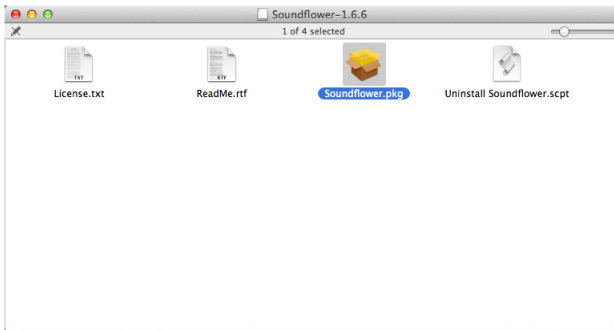 Soundflower-1.6.6
1 of 4 selected
TXT
RTF
License.txt
ReadMe.rtf
Soundflower.pkg
Uninstall Soundflower.scpt